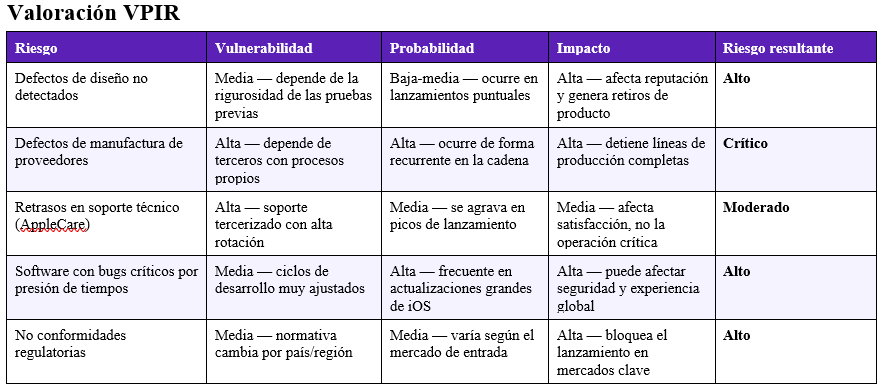 Valoración VPIR
Riesgo
Vulnerabilidad
Probabilidad
Impacto
Riesgo resultante
Defectos de diseño no
detectados
Media — depende de la
rigurosidad de las pruebas
previas
Baja-media — ocurre en
lanzamientos puntuales
Alta — afecta reputación
y genera retiros de
producto
Alto
Defectos de manufactura de
proveedores
Alta — depende de
terceros con procesos
propios
Alta — ocurre de forma
recurrente en la cadena
Alta — detiene líneas de
producción completas
Crítico
Retrasos en soporte técnico
(AppleCare)
Alta — soporte
tercerizado con alta
rotación
Media — se agrava en
picos de lanzamiento
Media — afecta
satisfacción, no la
operación crítica
Moderado
Software con bugs críticos por
presión de tiempos
Media — ciclos de
desarrollo muy ajustados
Alta — frecuente en
actualizaciones grandes
de iOS
Alta — puede afectar
seguridad y experiencia
global
Alto
No conformidades
regulatorias
Media — normativa
cambia por país/región
Media — varía según el
mercado de entrada
Alta — bloquea el
lanzamiento en
mercados clave
Alto